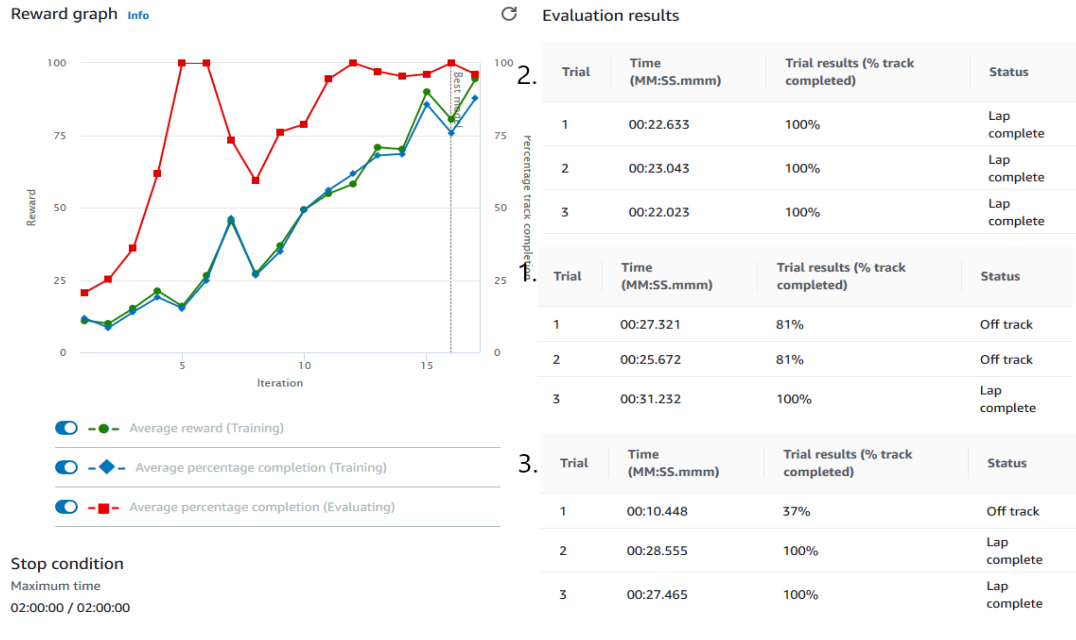 Reward graph Info
100
75
50
25
0
Reward
5
10
15
Iteration
100
75
50
25
0
Percentage track completion
Best model
Average reward (Training)
Average percentage completion (Training)
Average percentage completion (Evaluating)
Stop condition
Maximum time
02:00:00 / 02:00:00
Evaluation results
2.
Trial Time (MM:SS.mmm) Trial results (% track completed) Status
1 00:22.633 100% Lap complete
2 00:23.043 100% Lap complete
3 00:22.023 100% Lap complete
1.
Trial Time (MM:SS.mmm) Trial results (% track completed) Status
1 00:27.321 81% Off track
2 00:25.672 81% Off track
3 00:31.232 100% Lap complete
3.
Trial Time (MM:SS.mmm) Trial results (% track completed) Status
1 00:10.448 37% Off track
2 00:28.555 100% Lap complete
3 00:27.465 100% Lap complete